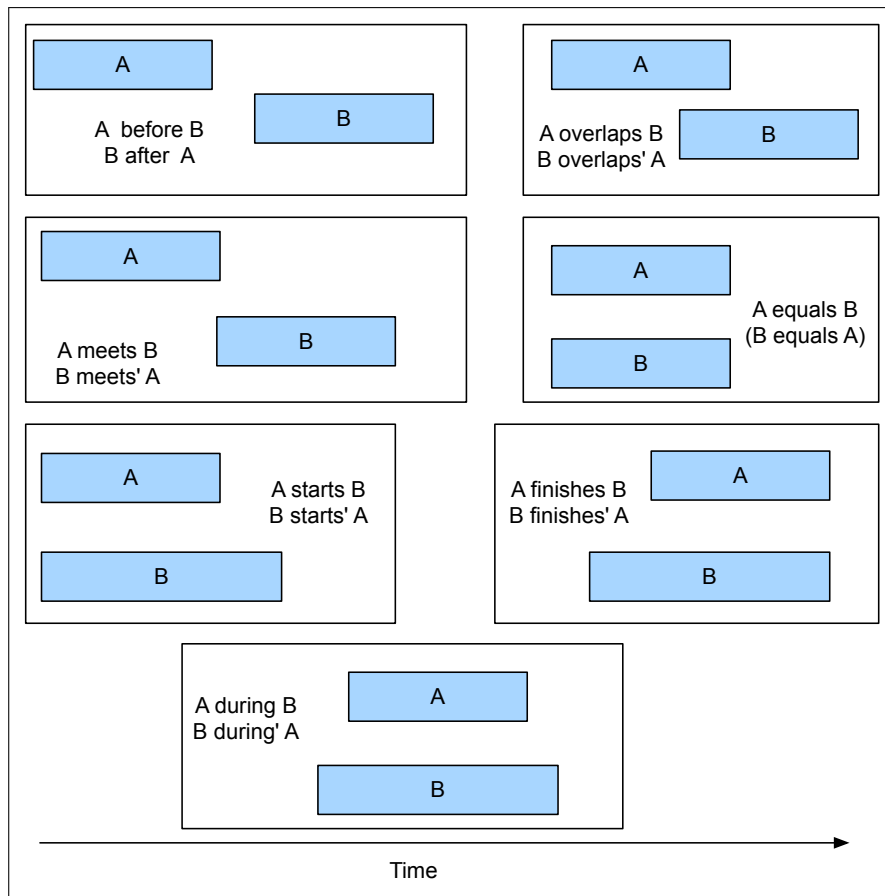 A
B
A before B
B after A
A
B
A overlaps B
B overlaps' A
A
B
A meets B
B meets' A
A
A equals B
(B equals A)
B
A
A starts B
B starts' A
B
A
A finishes B
B finishes' A
B
A
A during B
B during' A
B
Time